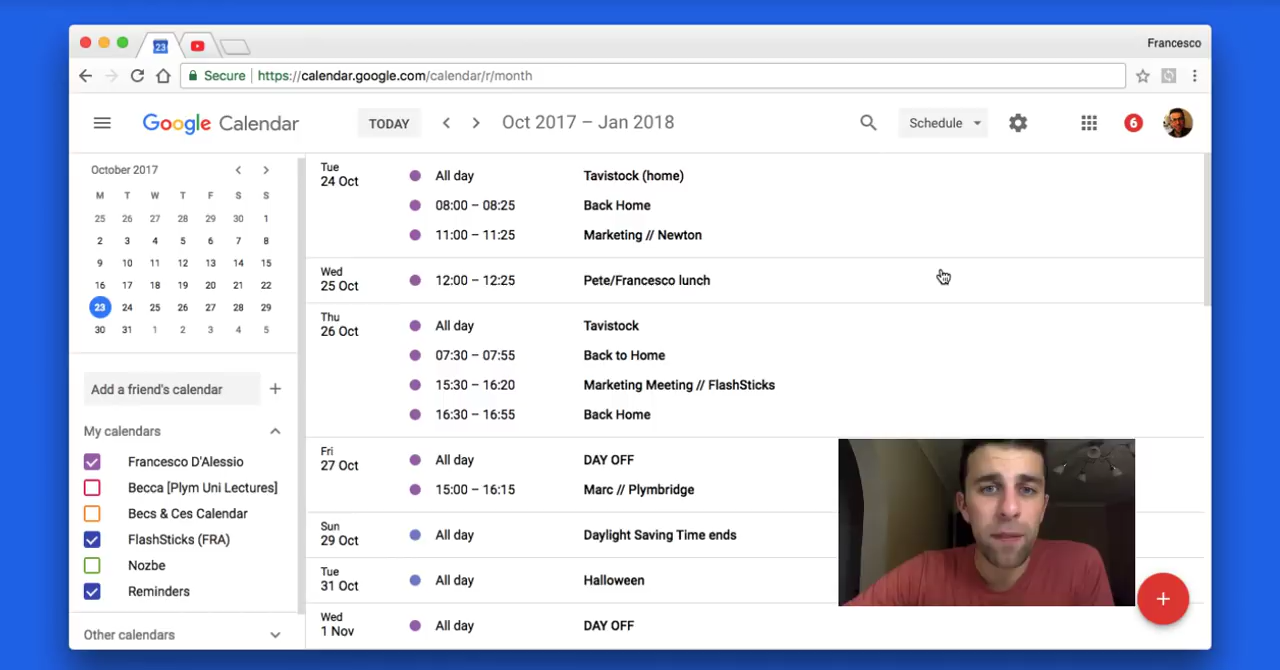 23
Francesco
Secure https://calendar.google.com/calendar/r/month
Google Calendar
TODAY
Oct 2017 – Jan 2018
Schedule
6
October 2017
M T W T F S S
25 26 27 28 29 30 1
2 3 4 5 6 7 8
9 10 11 12 13 14 15
16 17 18 19 20 21 22
23 24 25 26 27 28 29
30 31 1 2 3 4 5
Add a friend's calendar +
My calendars
Francesco D'Alessio
Becca [Plym Uni Lectures]
Becs & Ces Calendar
FlashSticks (FRA)
Nozbe
Reminders
Other calendars
Tue
24 Oct
All day Tavistock (home)
08:00 – 08:25 Back Home
11:00 – 11:25 Marketing // Newton
Wed
25 Oct
12:00 – 12:25 Pete/Francesco lunch
Thu
26 Oct
All day Tavistock
07:30 – 07:55 Back to Home
15:30 – 16:20 Marketing Meeting // FlashSticks
16:30 – 16:55 Back Home
Fri
27 Oct
All day DAY OFF
15:00 – 16:15 Marc // Plymbridge
Sun
29 Oct
All day Daylight Saving Time ends
Tue
31 Oct
All day Halloween
Wed
1 Nov
All day DAY OFF
+